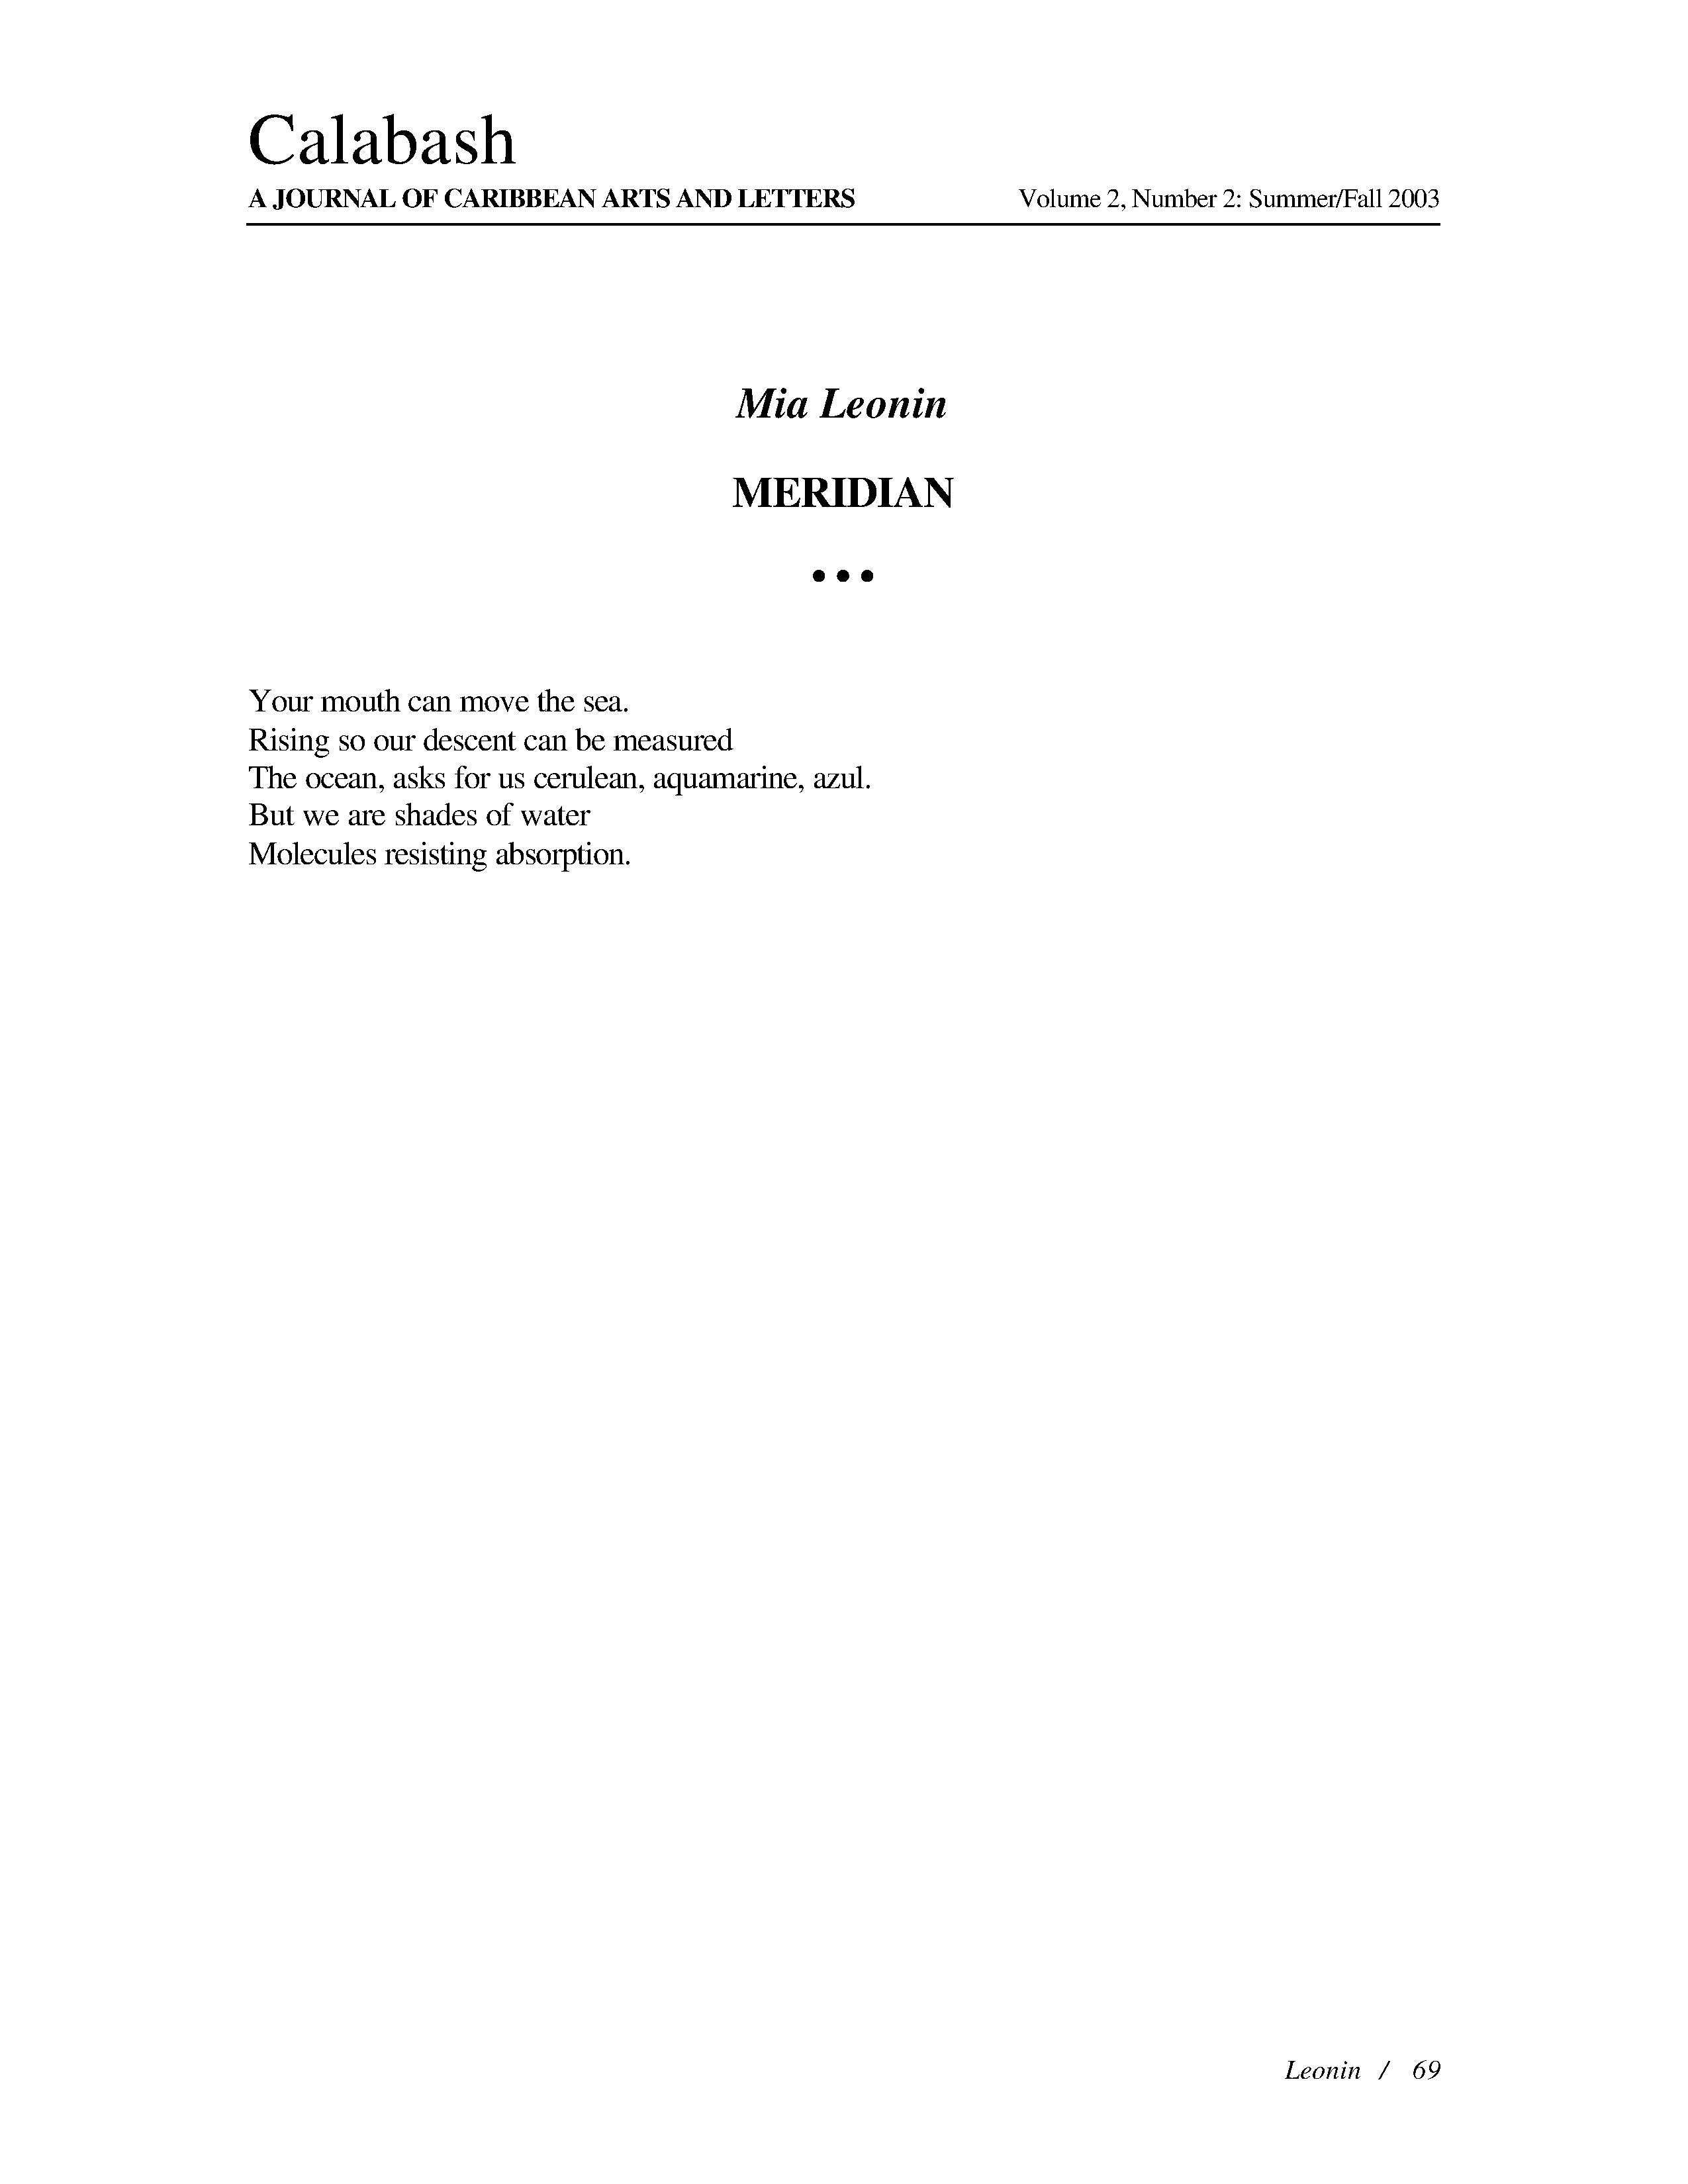 Calabash
A JOURNAL OF CARIBBEAN ARTS AND LETTERS Volume 2, Number 2: Summer/Fall 2003
Mia Leonin
MERIDIAN
• • •
Your mouth can move the sea.
Rising so our descent can be measured
The ocean, asks for us cerulean, aquamarine, azul.
But we are shades of water
Molecules resisting absorption.
Leonin / 69